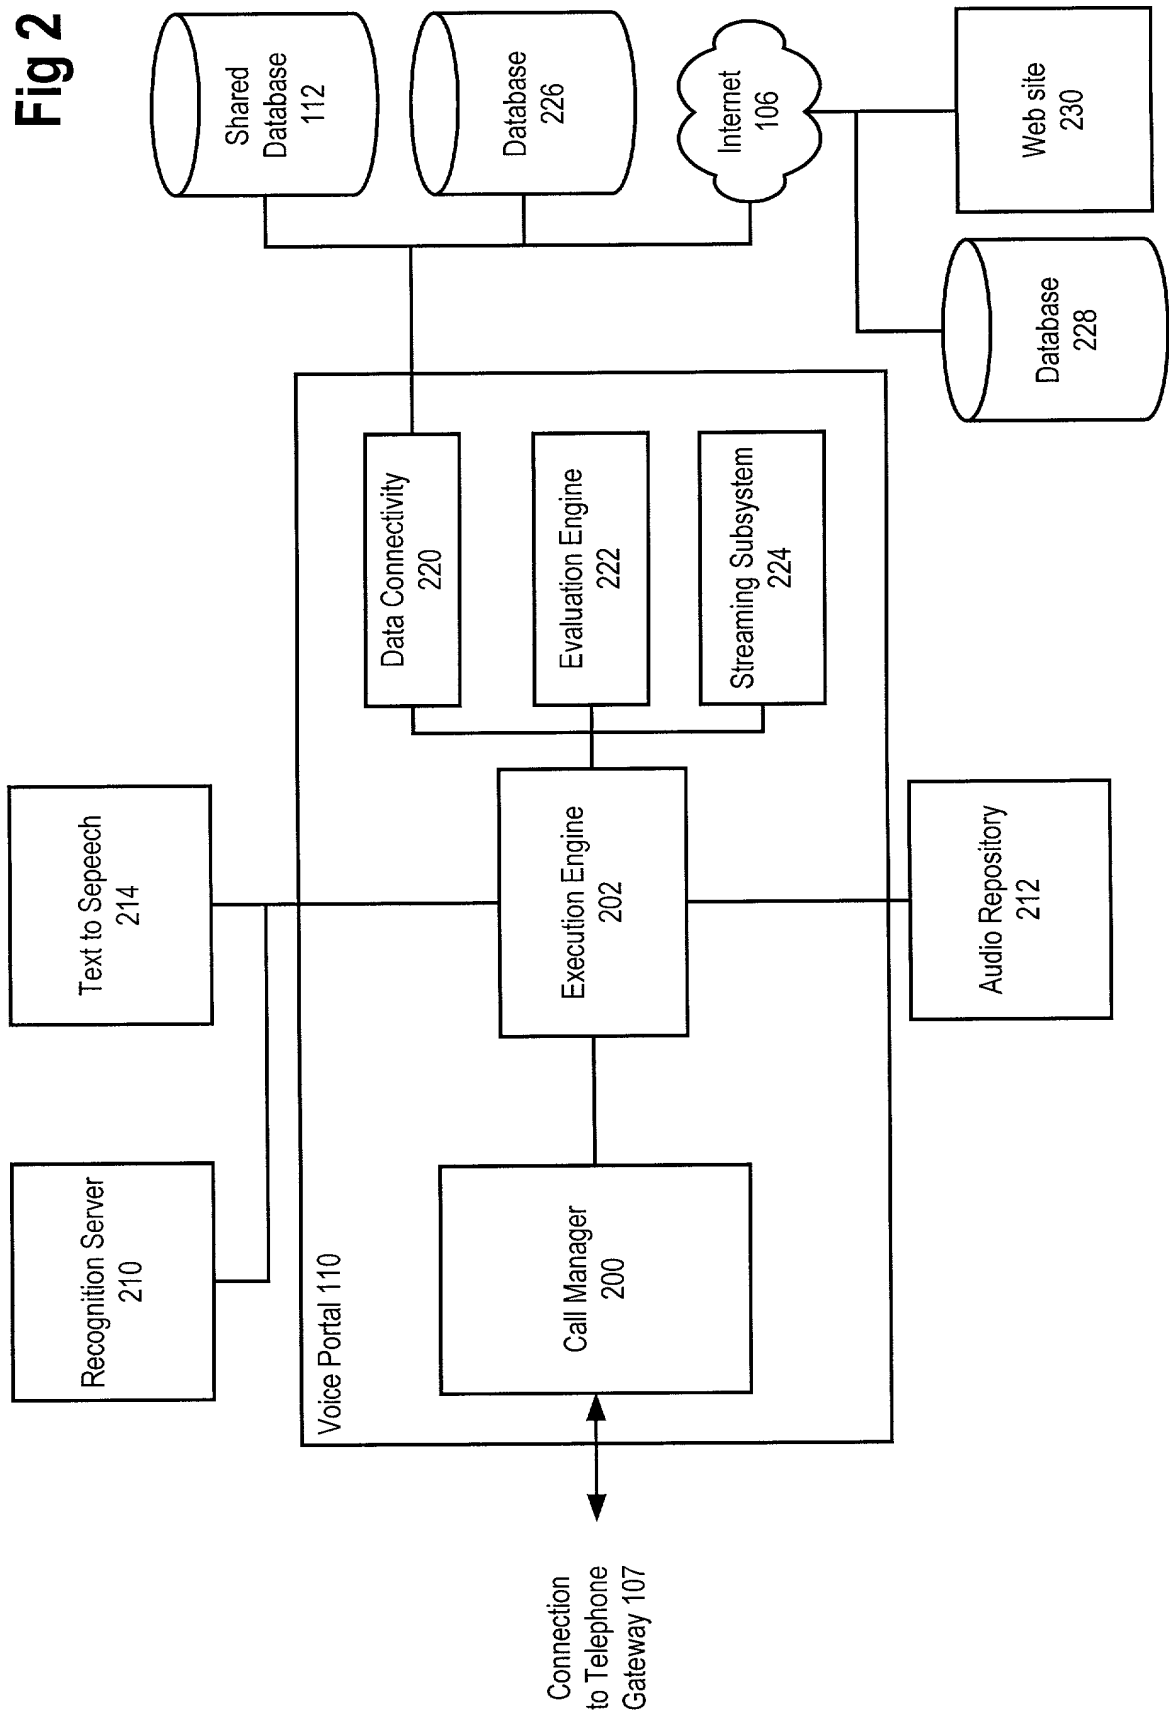 Fig 2
Recognition Server
210
Text to Sepeech
214
Shared
Database
112
Voice Portal 110
Data Connectivity
220
Database
226
Connection
to Telephone
Gateway 107
Call Manager
200
Execution Engine
202
Evaluation Engine
222
Internet
106
Streaming Subsystem
224
Audio Repository
212
Database
228
Web site
230